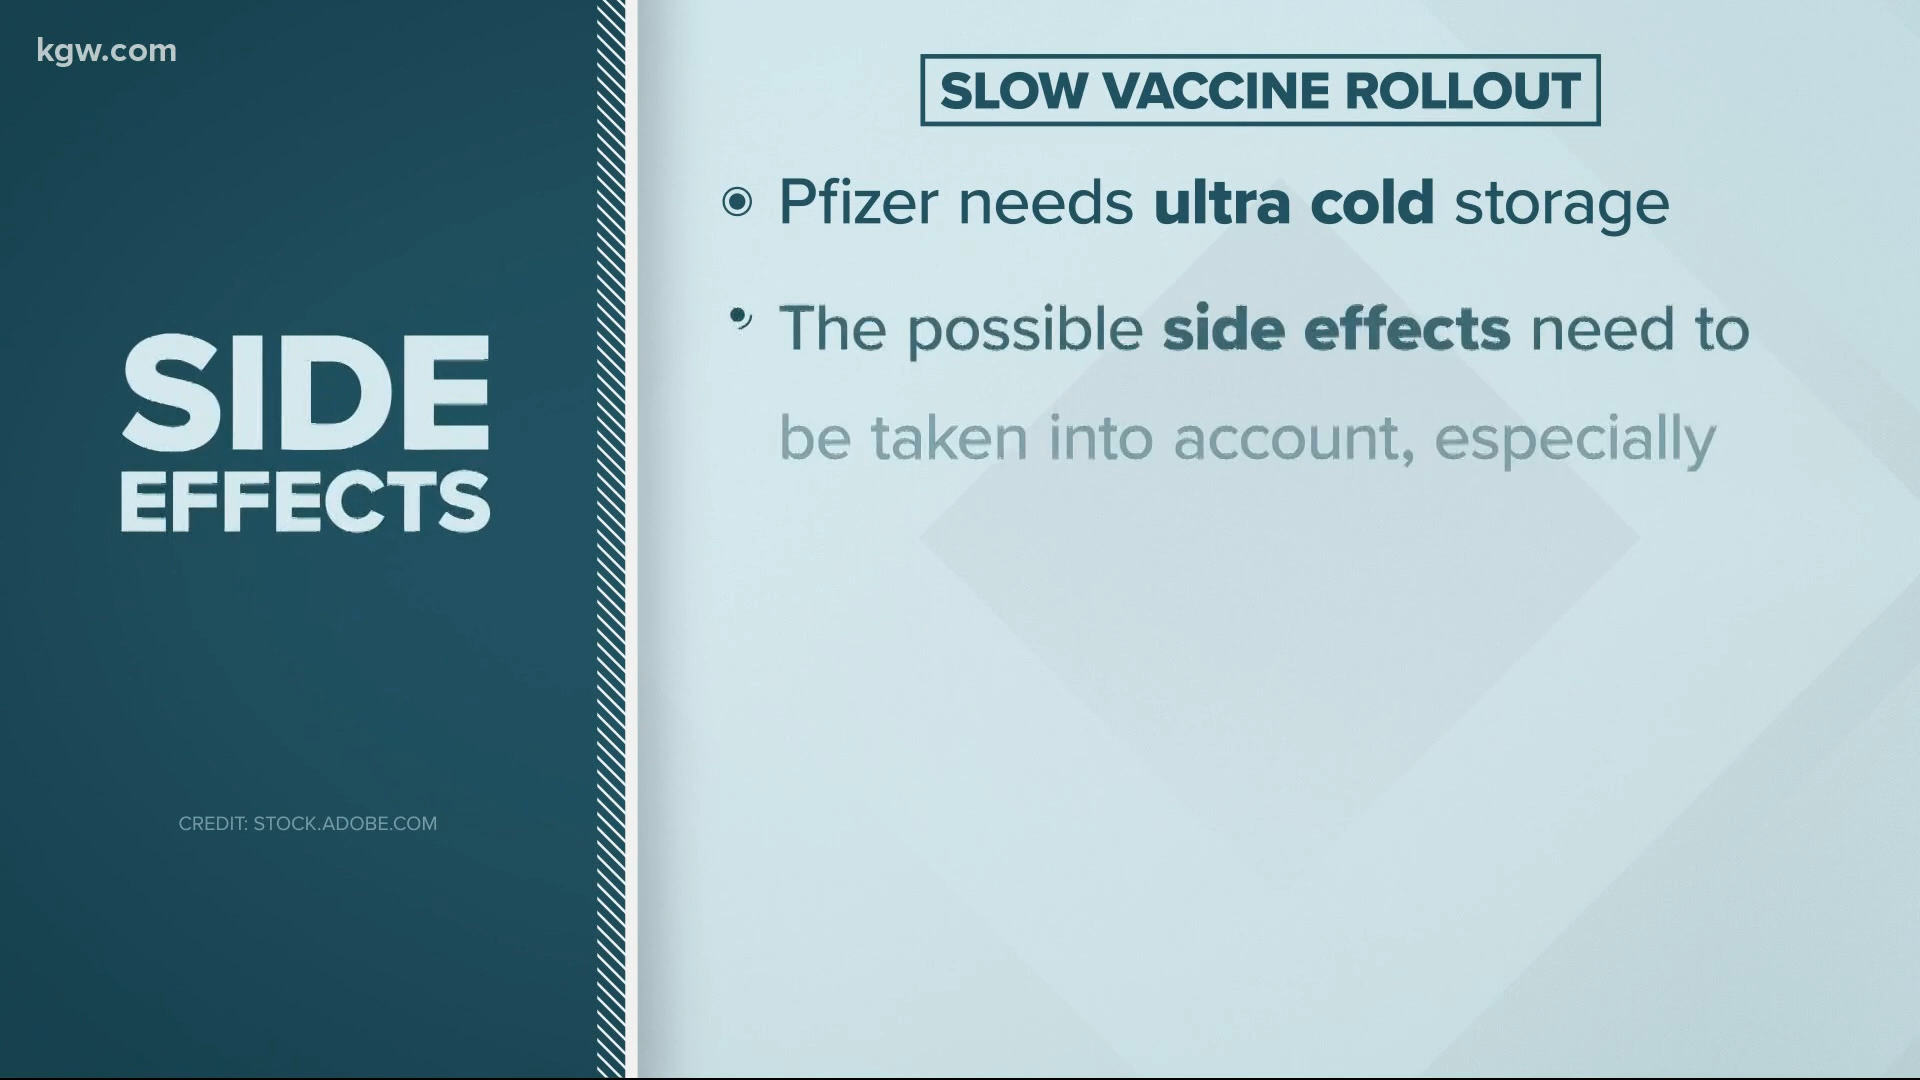 kgw.com
SIDE
EFFECTS
CREDIT: STOCK.ADOBE.COM
SLOW VACCINE ROLLOUT
Pfizer needs ultra cold storage
The possible side effects need to
be taken into account, especially